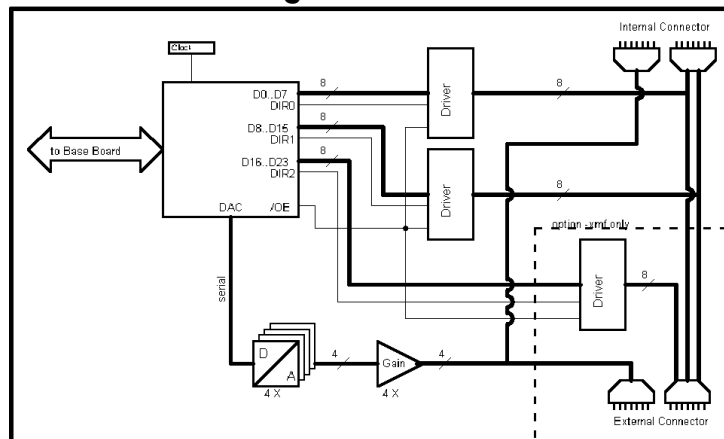 Internal Connector
Clock
8
D0..D7
DIR0
8
D8..D15
DIR1
8
D16..D23
DIR2
Driver
8
to Base Board
Driver
8
DAC
/OE
option -xmf only
Driver
8
serial
D
A
4 X
4
Gain
4 X
4
External Connector